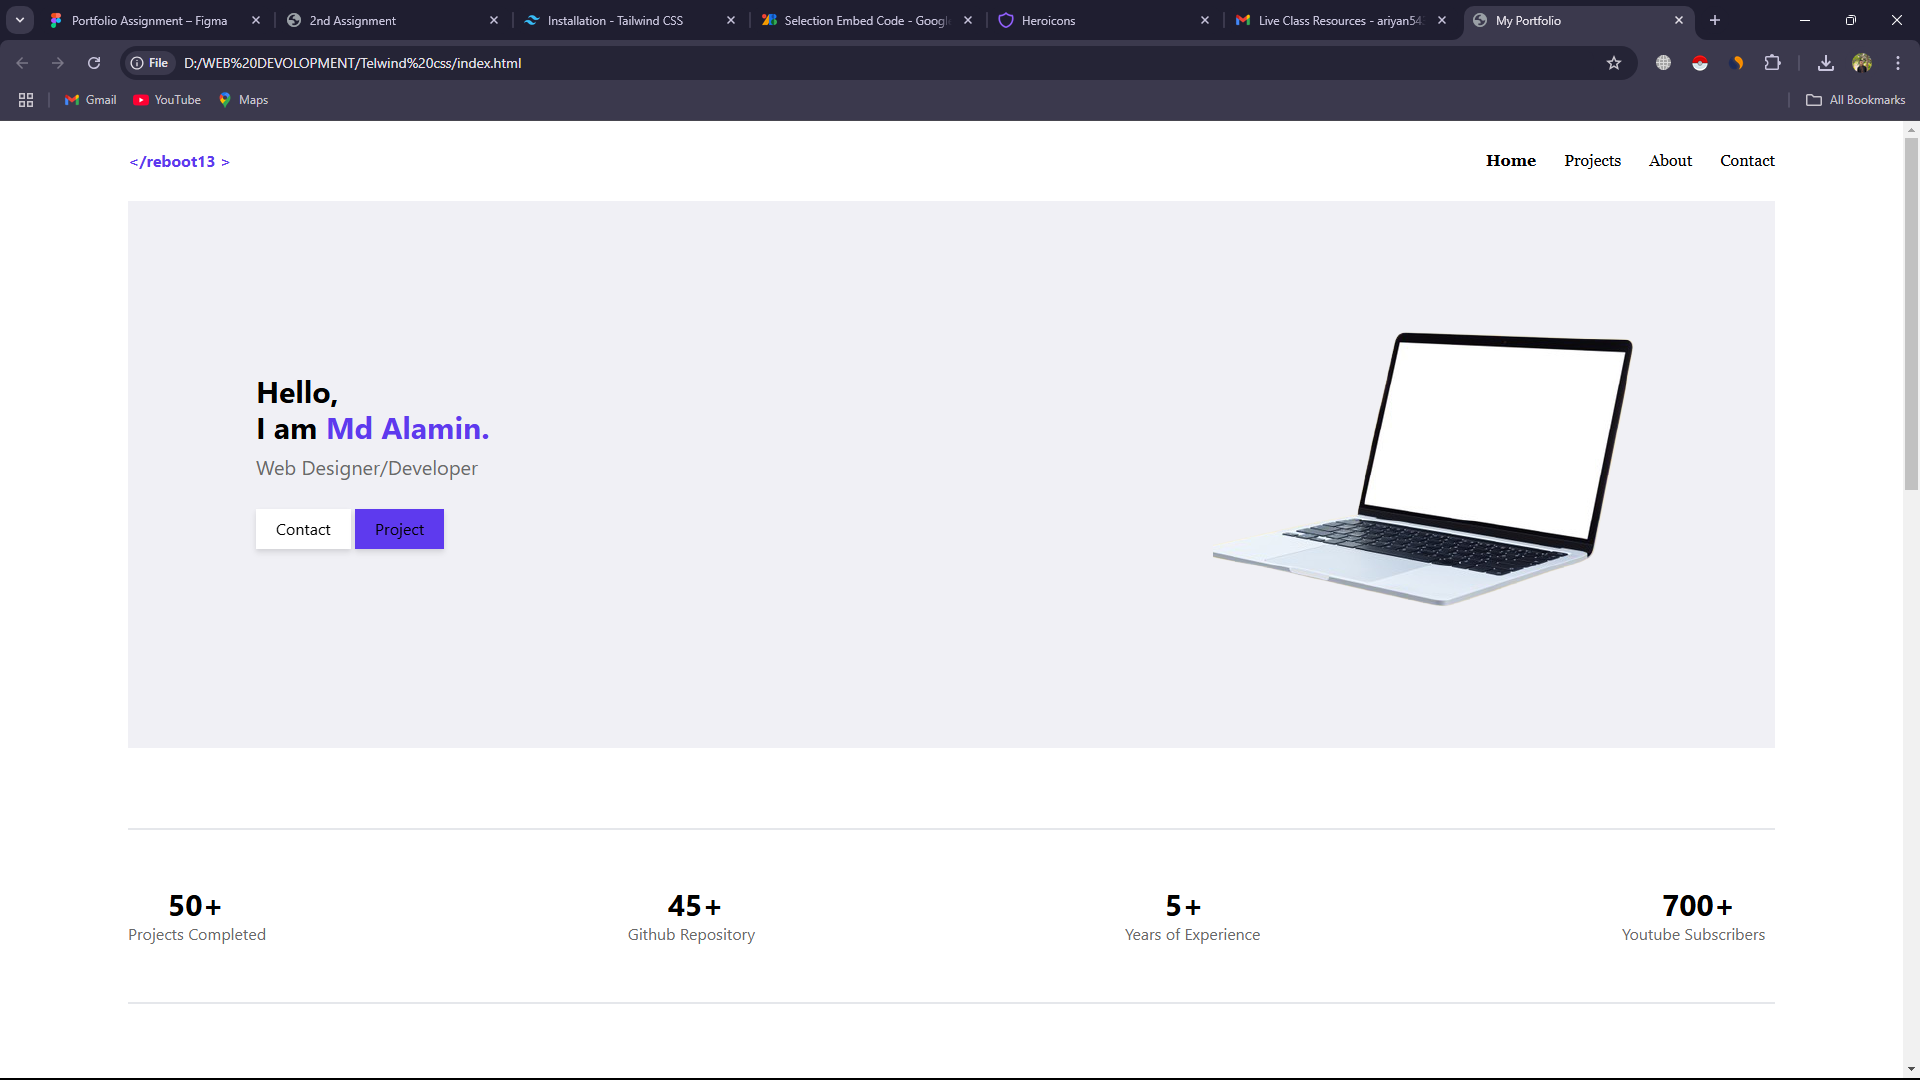 Portfolio Assignment – Figma
2nd Assignment
Installation - Tailwind CSS
Selection Embed Code - Googl
Heroicons
Live Class Resources - ariyan543
My Portfolio
File
D:/WEB%20DEVOLOPMENT/Telwind%20css/index.html
Gmail
YouTube
Maps
All Bookmarks
</reboot13 >
Home
Projects
About
Contact
Hello,
I am Md Alamin.
Web Designer/Developer
Contact
Project
50+
Projects Completed
45+
Github Repository
5+
Years of Experience
700+
Youtube Subscribers